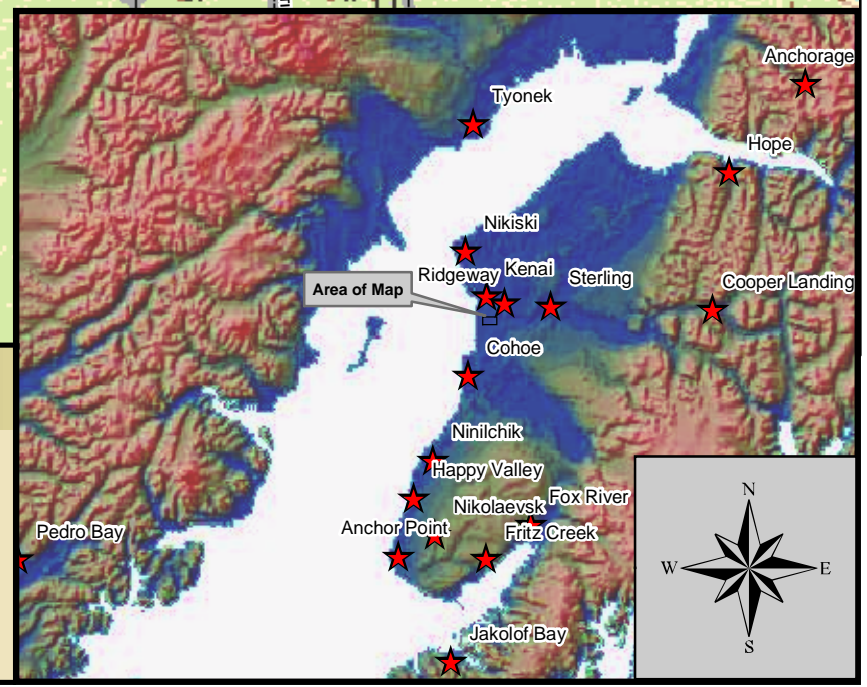 Anchorage
Tyonek
Hope
Nikiski
Ridgeway Kenai
Sterling
Area of Map
Cooper Landing
Cohoe
Ninilchik
Happy Valley
Nikolaevsk
Fox River
Anchor Point
Fritz Creek
Pedro Bay
Jakolof Bay
N
W
E
S